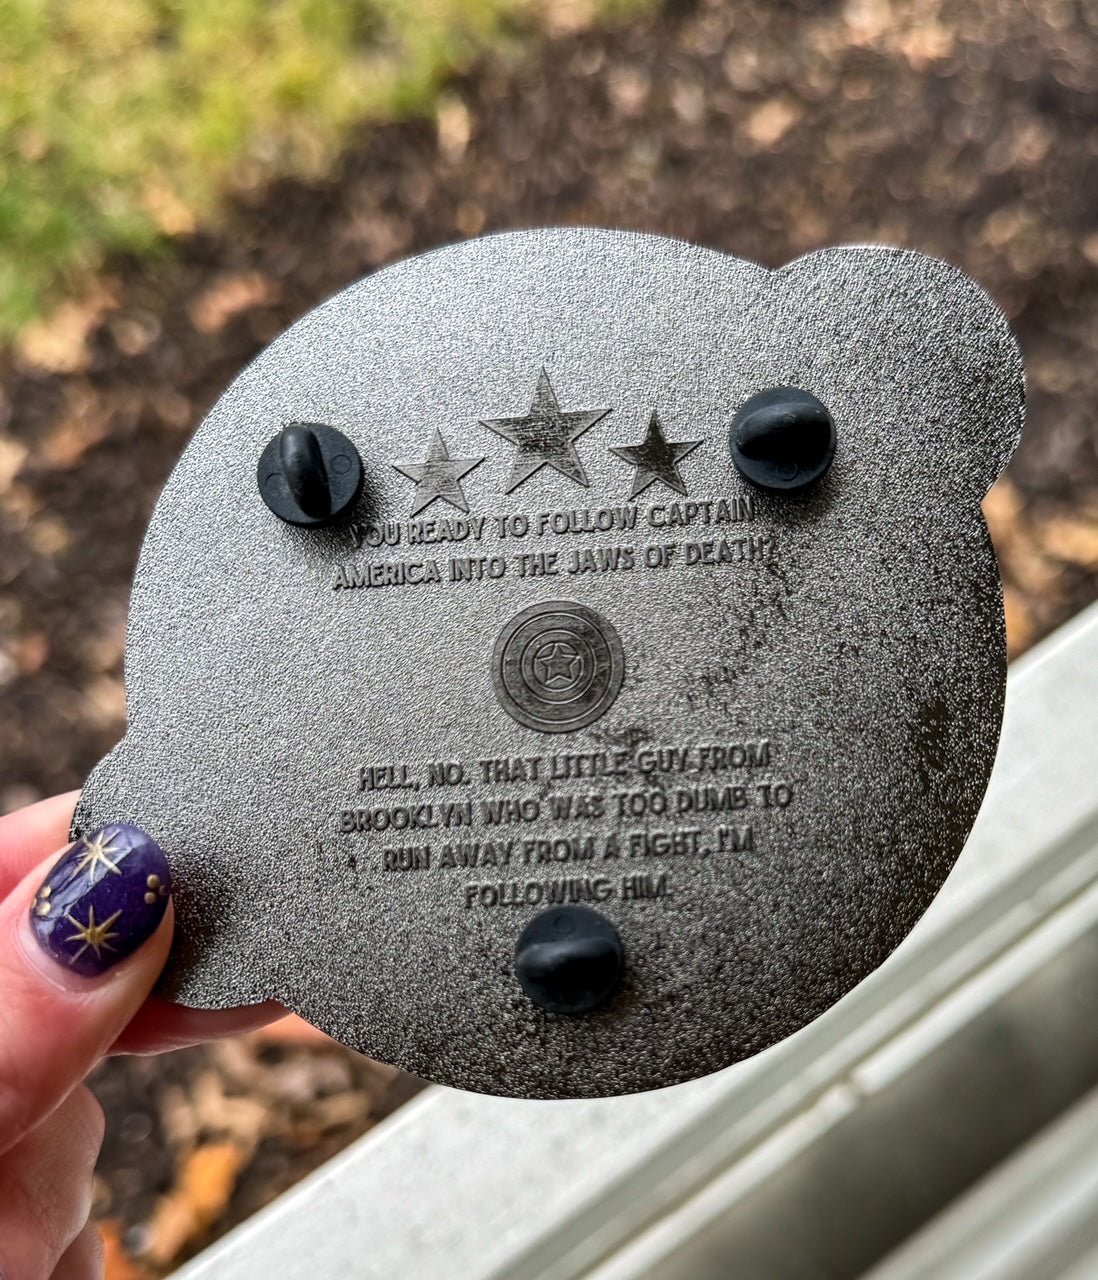 YOU READY TO FOLLOW CAPTAIN
AMERICA INTO THE JAWS OF DEATH?
HELL, NO. THAT LITTLE GUY FROM
BROOKLYN WHO WAS TOO DUMB TO
RUN AWAY FROM A FIGHT, I'M
FOLLOWING HIM.